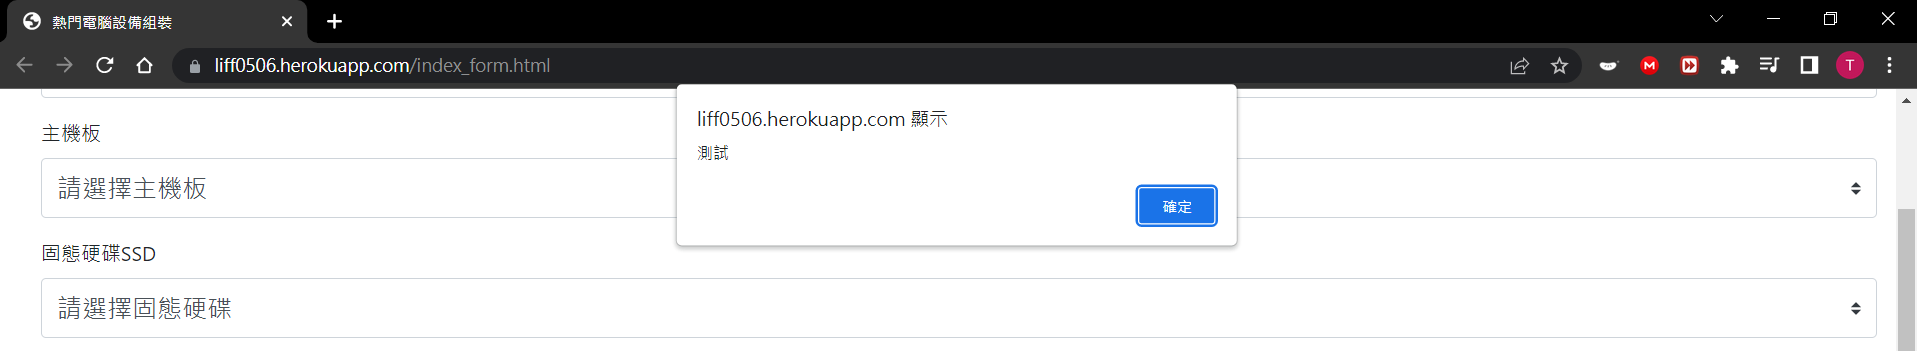 熱門電腦設備組裝
liff0506.herokuapp.com/index_form.html
T
liff0506.herokuapp.com 顯示
測試
確定
主機板
請選擇主機板
固態硬碟SSD
請選擇固態硬碟